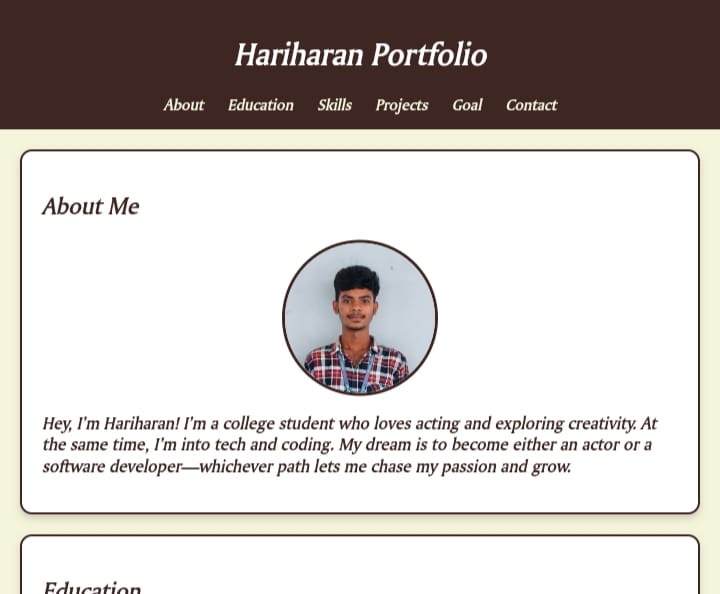 Hariharan Portfolio
About Education Skills Projects Goal Contact
About Me
Hey, I'm Hariharan! I'm a college student who loves acting and exploring creativity. At
the same time, I'm into tech and coding. My dream is to become either an actor or a
software developer—whichever path lets me chase my passion and grow.
Education